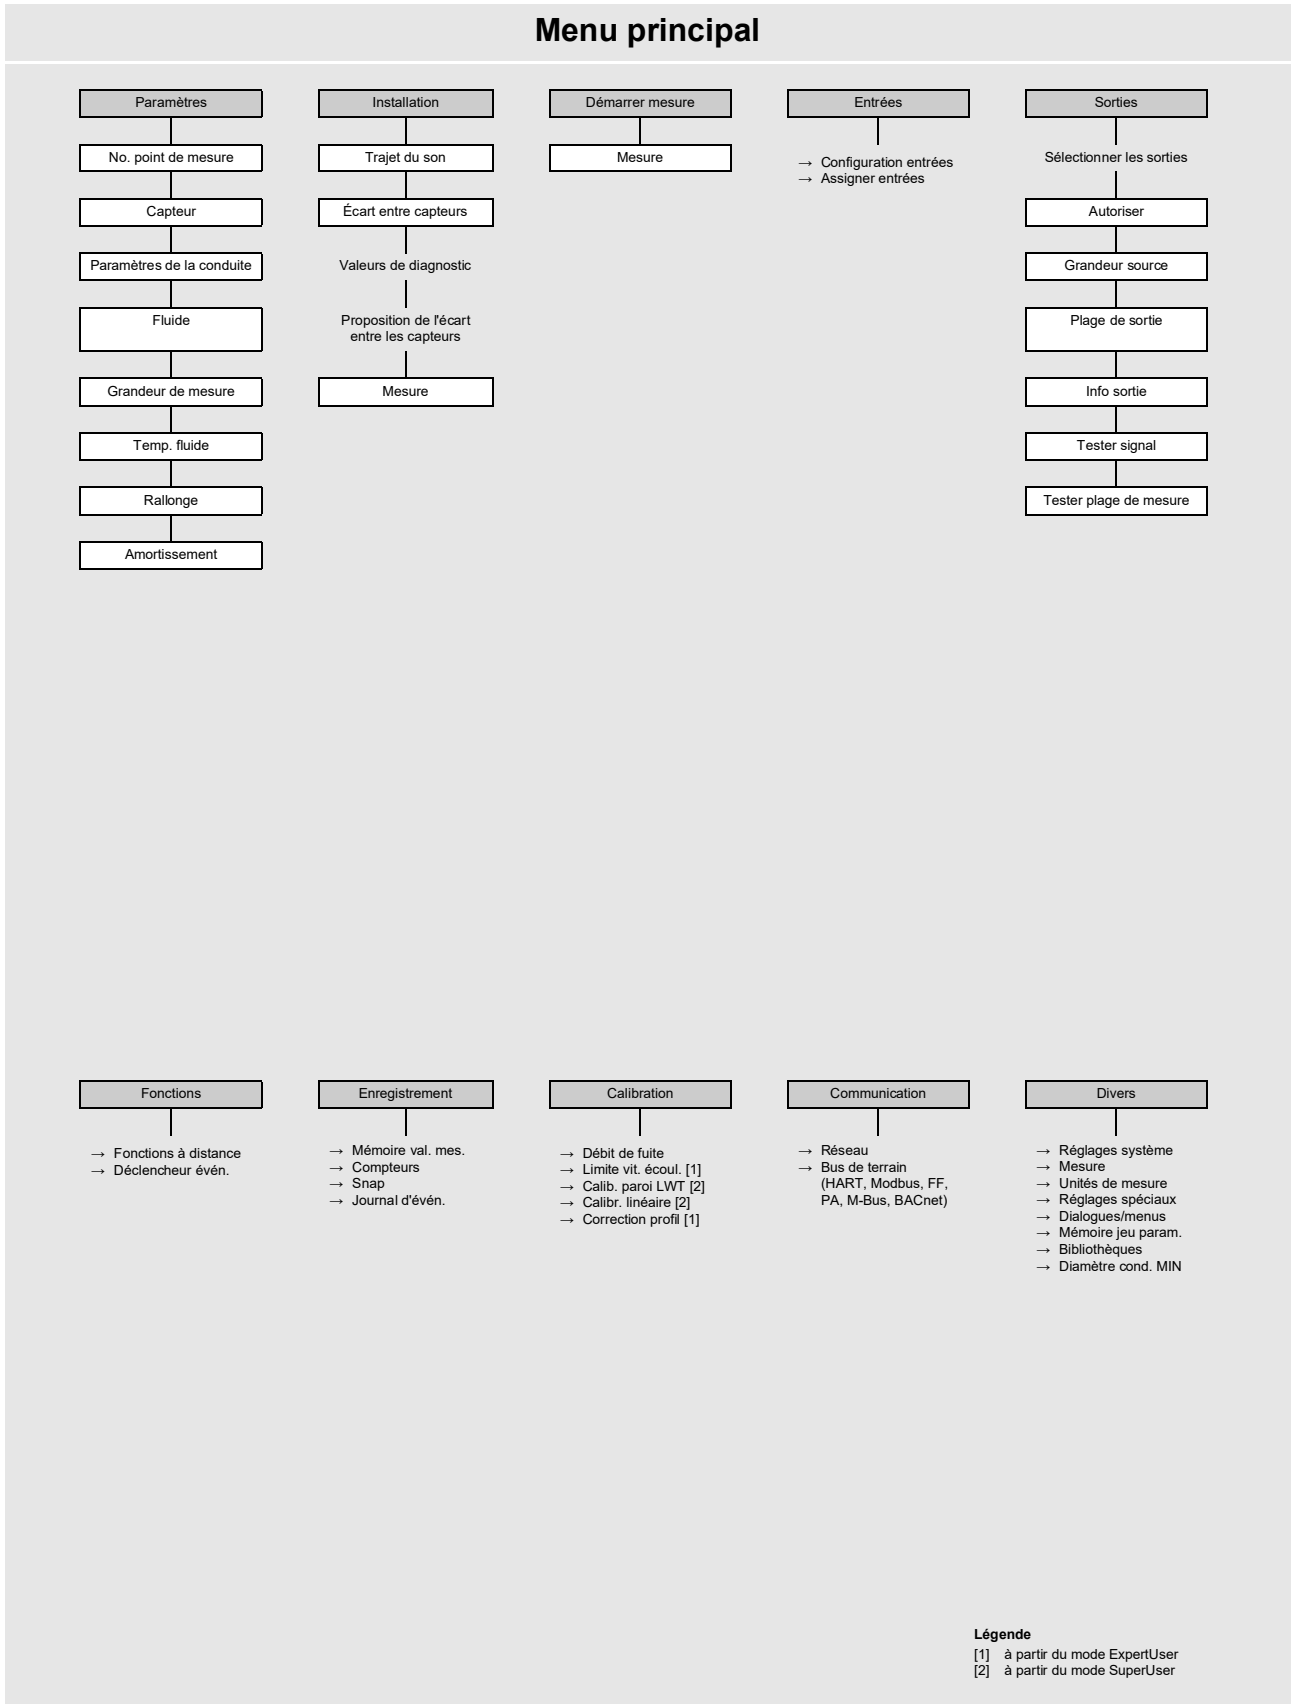 Menu principal
Paramètres
No. point de mesure
Capteur
Paramètres de la conduite
Fluide
Grandeur de mesure
Temp. fluide
Rallonge
Amortissement
Installation
Trajet du son
Écart entre capteurs
Valeurs de diagnostic
Proposition de l'écart
entre les capteurs
Mesure
Démarrer mesure
Mesure
Entrées
→ Configuration entrées
→ Assigner entrées
Sorties
Sélectionner les sorties
Autoriser
Grandeur source
Plage de sortie
Info sortie
Tester signal
Tester plage de mesure
Fonctions
→ Fonctions à distance
→ Déclencheur évén.
Enregistrement
→ Mémoire val. mes.
→ Compteurs
→ Snap
→ Journal d'évén.
Calibration
→ Débit de fuite
→ Limite vit. écoul. [1]
→ Calib. paroi LWT [2]
→ Calibr. linéaire [2]
→ Correction profil [1]
Communication
→ Réseau
→ Bus de terrain
(HART, Modbus, FF,
PA, M-Bus, BACnet)
Divers
→ Réglages système
→ Mesure
→ Unités de mesure
→ Réglages spéciaux
→ Dialogues/menus
→ Mémoire jeu param.
→ Bibliothèques
→ Diamètre cond. MIN
Légende
[1] à partir du mode ExpertUser
[2] à partir du mode SuperUser